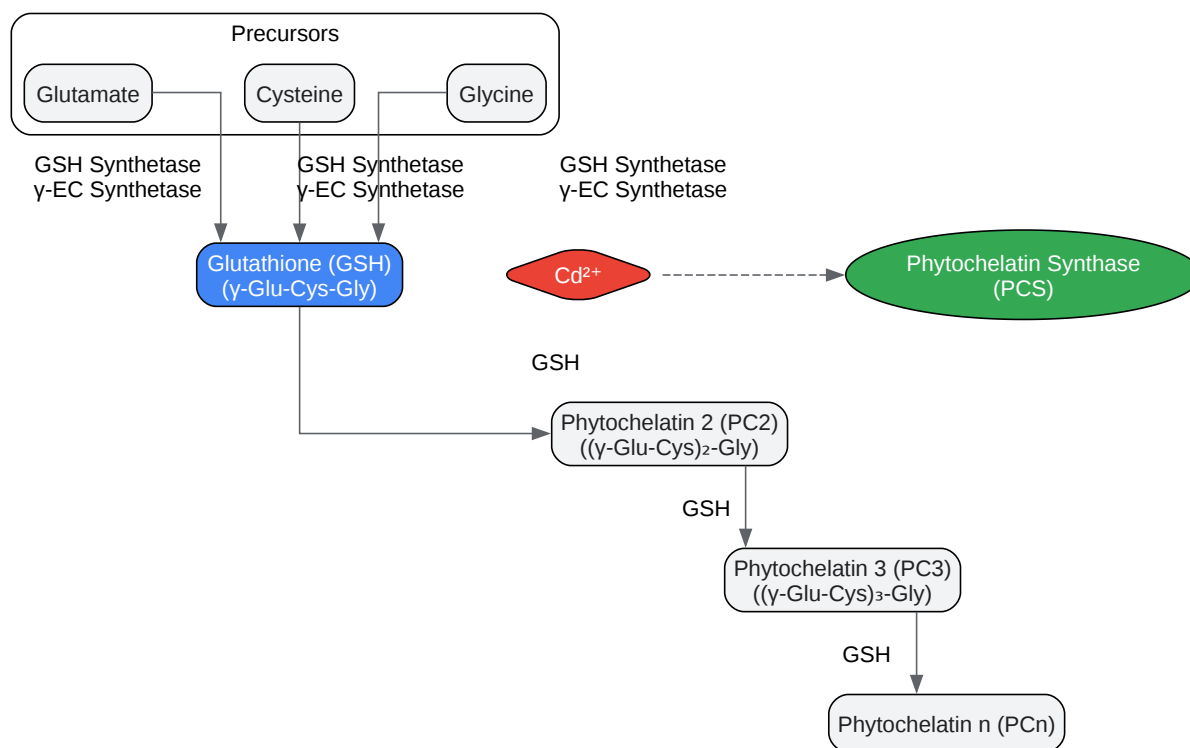 Precursors
Glutamate
Cysteine
Glycine
GSH Synthetase
γ-EC Synthetase
GSH Synthetase
γ-EC Synthetase
GSH Synthetase
γ-EC Synthetase
Glutathione (GSH)
(γ-Glu-Cys-Gly)
Cd²⁺
Phytochelatin Synthase
(PCS)
GSH
Phytochelatin 2 (PC2)
((γ-Glu-Cys)₂-Gly)
GSH
Phytochelatin 3 (PC3)
((γ-Glu-Cys)₃-Gly)
GSH
Phytochelatin n (PCn)